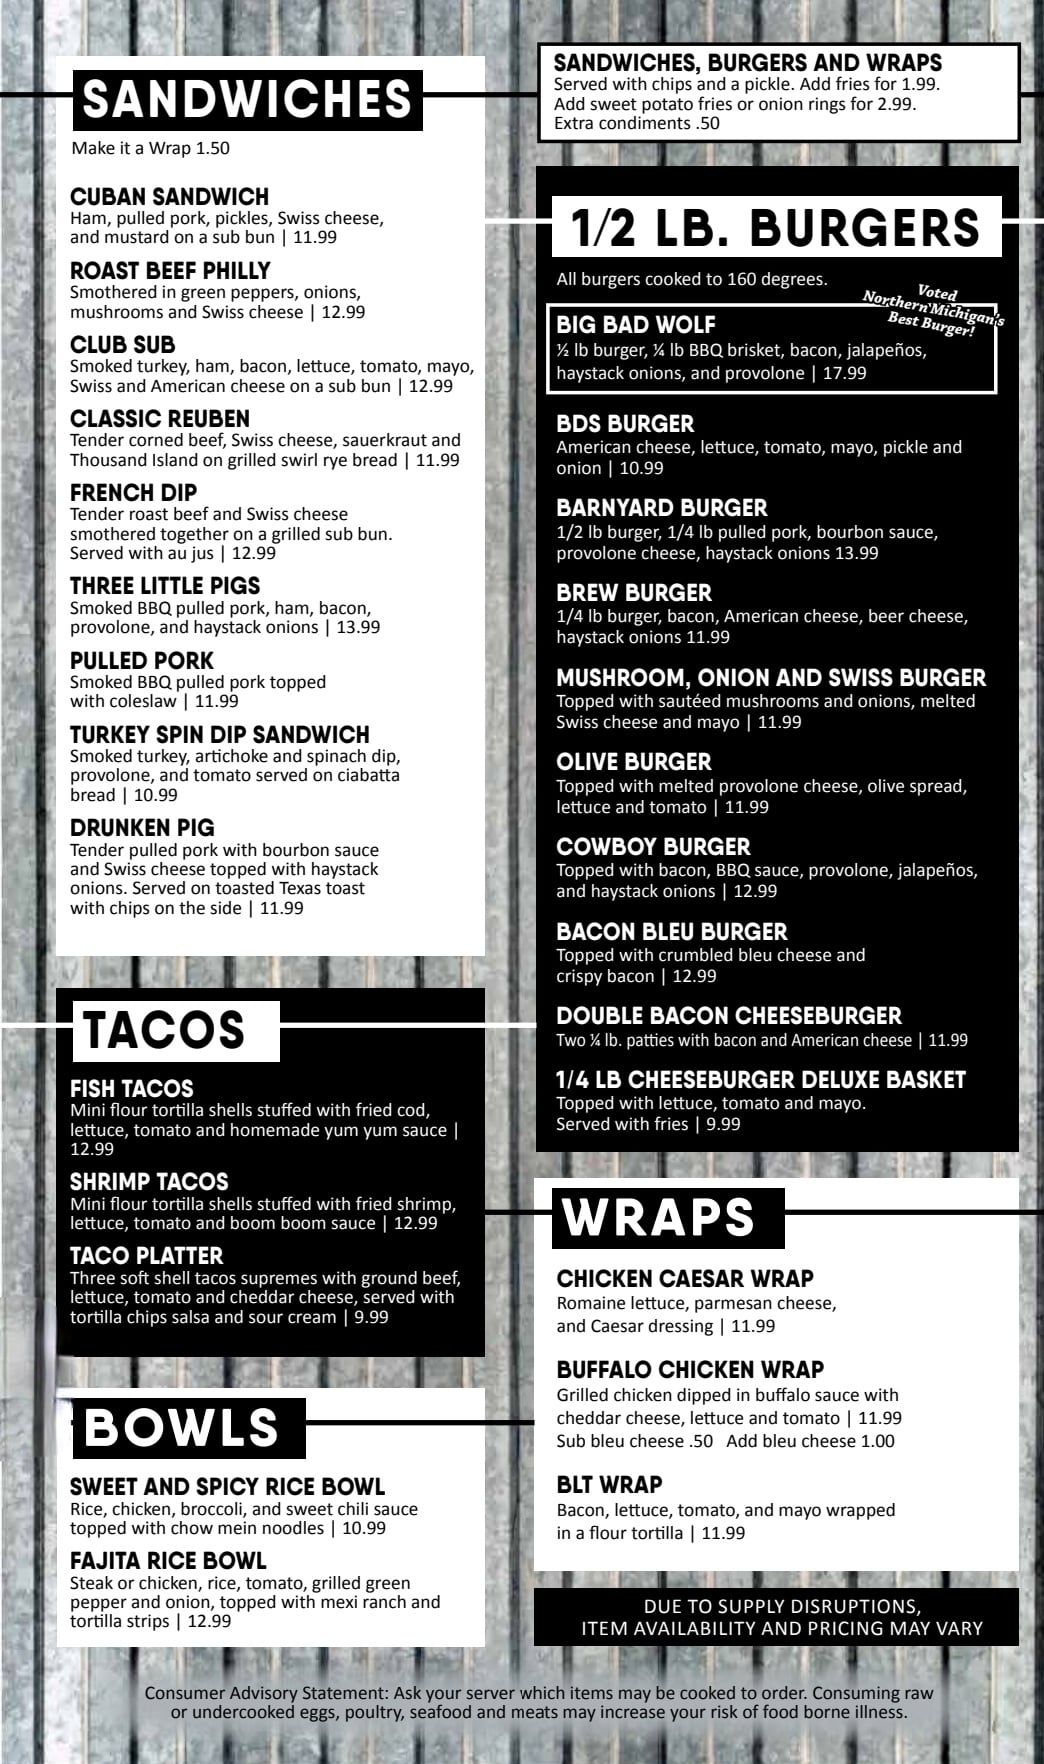 SANDWICHES
Make it a Wrap 1.50
CUBAN SANDWICH
Ham, pulled pork, pickles, Swiss cheese,
and mustard on a sub bun | 11.99
ROAST BEEF PHILLY
Smothered in green peppers, onions,
mushrooms and Swiss cheese | 12.99
CLUB SUB
Smoked turkey, ham, bacon, lettuce, tomato, mayo,
Swiss and American cheese on a sub bun | 12.99
CLASSIC REUBEN
Tender corned beef, Swiss cheese, sauerkraut and
Thousand Island on grilled swirl rye bread | 11.99
FRENCH DIP
Tender roast beef and Swiss cheese
smothered together on a grilled sub bun.
Served with au jus | 12.99
THREE LITTLE PIGS
Smoked BBQ pulled pork, ham, bacon,
provolone, and haystack onions | 13.99
PULLED PORK
Smoked BBQ pulled pork topped
with coleslaw | 11.99
TURKEY SPIN DIP SANDWICH
Smoked turkey, artichoke and spinach dip,
provolone, and tomato served on ciabatta
bread | 10.99
DRUNKEN PIG
Tender pulled pork with bourbon sauce
and Swiss cheese topped with haystack
onions. Served on toasted Texas toast
with chips on the side | 11.99
TACOS
FISH TACOS
Mini flour tortilla shells stuffed with fried cod,
lettuce, tomato and homemade yum yum sauce |
12.99
SHRIMP TACOS
Mini flour tortilla shells stuffed with fried shrimp,
lettuce, tomato and boom boom sauce | 12.99
TACO PLATTER
Three soft shell tacos supremes with ground beef,
lettuce, tomato and cheddar cheese, served with
tortilla chips salsa and sour cream | 9.99
BOWLS
SWEET AND SPICY RICE BOWL
Rice, chicken, broccoli, and sweet chili sauce
topped with chow mein noodles | 10.99
FAJITA RICE BOWL
Steak or chicken, rice, tomato, grilled green
pepper and onion, topped with mexi ranch and
tortilla strips | 12.99
SANDWICHES, BURGERS AND WRAPS
Served with chips and a pickle. Add fries for 1.99.
Add sweet potato fries or onion rings for 2.99.
Extra condiments .50
1/2 LB. BURGERS
All burgers cooked to 160 degrees.
Voted
Northern Michigan's
Best Burger!
BIG BAD WOLF
½ lb burger, ¼ lb BBQ brisket, bacon, jalapeños,
haystack onions, and provolone | 17.99
BDS BURGER
American cheese, lettuce, tomato, mayo, pickle and
onion | 10.99
BARNYARD BURGER
1/2 lb burger, 1/4 lb pulled pork, bourbon sauce,
provolone cheese, haystack onions 13.99
BREW BURGER
1/4 lb burger, bacon, American cheese, beer cheese,
haystack onions 11.99
MUSHROOM, ONION AND SWISS BURGER
Topped with sautéed mushrooms and onions, melted
Swiss cheese and mayo | 11.99
OLIVE BURGER
Topped with melted provolone cheese, olive spread,
lettuce and tomato | 11.99
COWBOY BURGER
Topped with bacon, BBQ sauce, provolone, jalapeños,
and haystack onions | 12.99
BACON BLEU BURGER
Topped with crumbled bleu cheese and
crispy bacon | 12.99
DOUBLE BACON CHEESEBURGER
Two ¼ lb. patties with bacon and American cheese | 11.99
1/4 LB CHEESEBURGER DELUXE BASKET
Topped with lettuce, tomato and mayo.
Served with fries | 9.99
WRAPS
CHICKEN CAESAR WRAP
Romaine lettuce, parmesan cheese,
and Caesar dressing | 11.99
BUFFALO CHICKEN WRAP
Grilled chicken dipped in buffalo sauce with
cheddar cheese, lettuce and tomato | 11.99
Sub bleu cheese .50 Add bleu cheese 1.00
BLT WRAP
Bacon, lettuce, tomato, and mayo wrapped
in a flour tortilla | 11.99
DUE TO SUPPLY DISRUPTIONS,
ITEM AVAILABILITY AND PRICING MAY VARY
Consumer Advisory Statement: Ask your server which items may be cooked to order. Consuming raw
or undercooked eggs, poultry, seafood and meats may increase your risk of food borne illness.